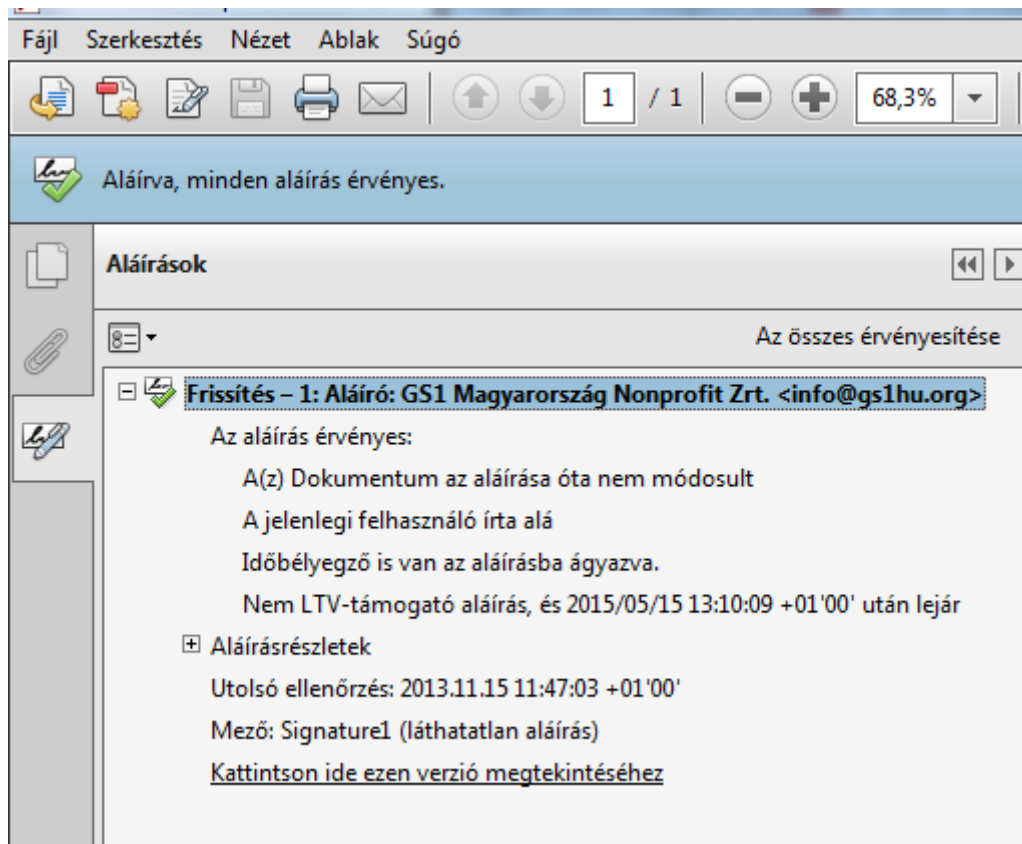 Fájl Szerkesztés Nézet Ablak Súgó
1 / 1 68,3%
Aláírva, minden aláírás érvényes.
Aláírások
Az összes érvényesítése
Frissítés – 1: Aláíró: GS1 Magyarország Nonprofit Zrt. <info@gs1hu.org>
Az aláírás érvényes:
A(z) Dokumentum az aláírása óta nem módosult
A jelenlegi felhasználó írta alá
Időbélyegző is van az aláírásba ágyazva.
Nem LTV-támogató aláírás, és 2015/05/15 13:10:09 +01'00' után lejár
Aláírásrészletek
Utolsó ellenőrzés: 2013.11.15 11:47:03 +01'00'
Mező: Signature1 (láthatatlan aláírás)
Kattintson ide ezen verzió megtekintéséhez